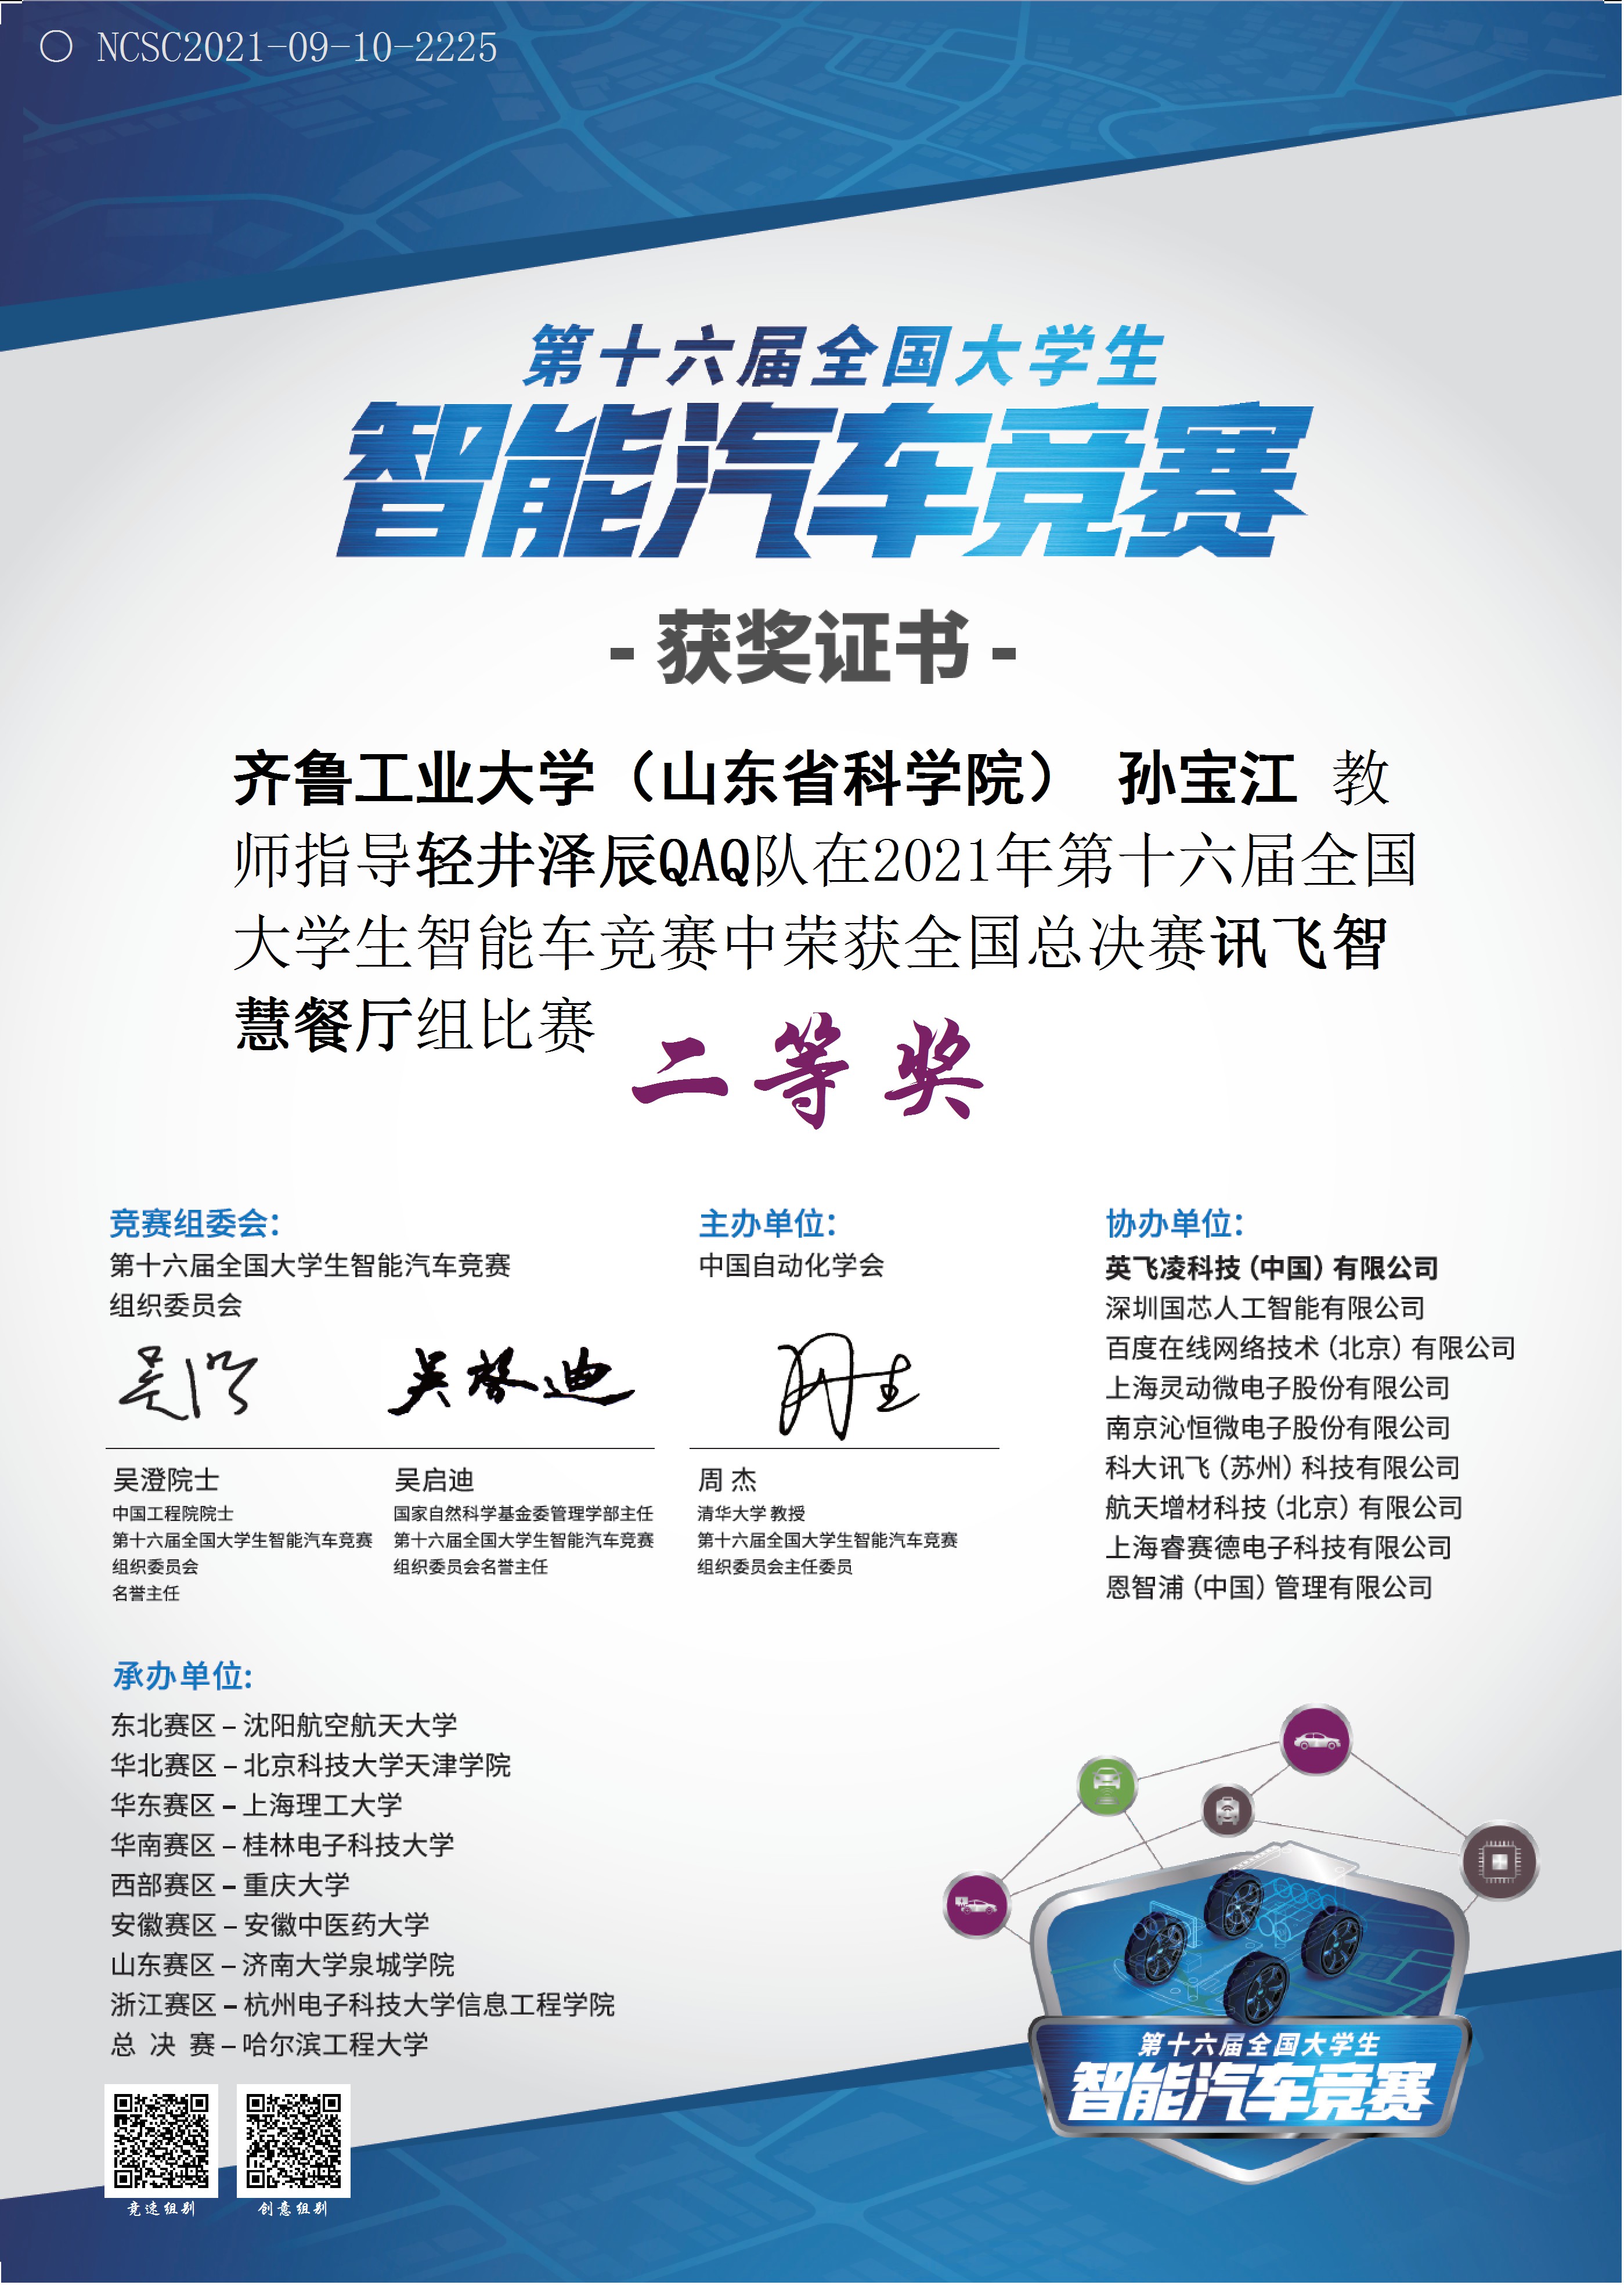 ○ NCSC2021-09-10-2225
第十六届全国大学生
智能汽车竞赛
- 获奖证书 -
齐鲁工业大学（山东省科学院） 孙宝江 教
师指导轻井泽辰QAQ队在2021年第十六届全国
大学生智能车竞赛中荣获全国总决赛讯飞智
慧餐厅组比赛
二等奖
竞赛组委会：
第十六届全国大学生智能汽车竞赛
组织委员会
吴澄
吴启迪
吴澄院士
中国工程院院士
第十六届全国大学生智能汽车竞赛
组织委员会
名誉主任
吴启迪
国家自然科学基金委管理学部主任
第十六届全国大学生智能汽车竞赛
组织委员会名誉主任
主办单位：
中国自动化学会
周 杰
清华大学 教授
第十六届全国大学生智能汽车竞赛
组织委员会主任委员
协办单位：
英飞凌科技（中国）有限公司
深圳国芯人工智能有限公司
百度在线网络技术（北京）有限公司
上海灵动微电子股份有限公司
南京沁恒微电子股份有限公司
科大讯飞（苏州）科技有限公司
航天增材科技（北京）有限公司
上海睿赛德电子科技有限公司
恩智浦（中国）管理有限公司
承办单位:
东北赛区 – 沈阳航空航天大学
华北赛区 – 北京科技大学天津学院
华东赛区 – 上海理工大学
华南赛区 – 桂林电子科技大学
西部赛区 – 重庆大学
安徽赛区 – 安徽中医药大学
山东赛区 – 济南大学泉城学院
浙江赛区 – 杭州电子科技大学信息工程学院
总 决 赛 – 哈尔滨工程大学
竞速组别
创意组别
第十六届全国大学生
智能汽车竞赛